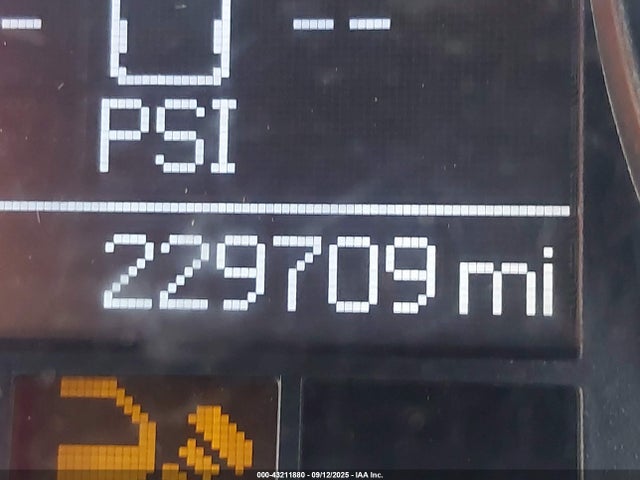 - -- --
PSI
229709 mi
000-43211880 - 09/12/2025 - IAA Inc.